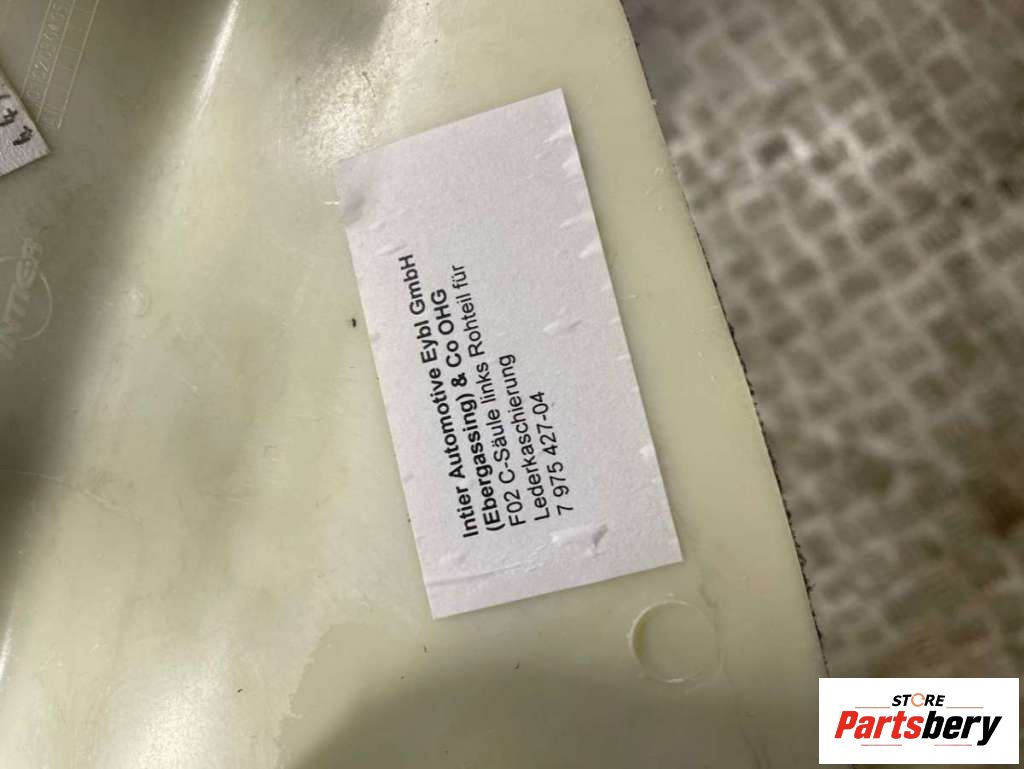 Intier Automotive Eybl GmbH
(Ebergassing) & Co OHG
F02 C-Säule links Rohteil für
Lederkaschierung
7 975 427-04
INTIER
STORE
Partsbery